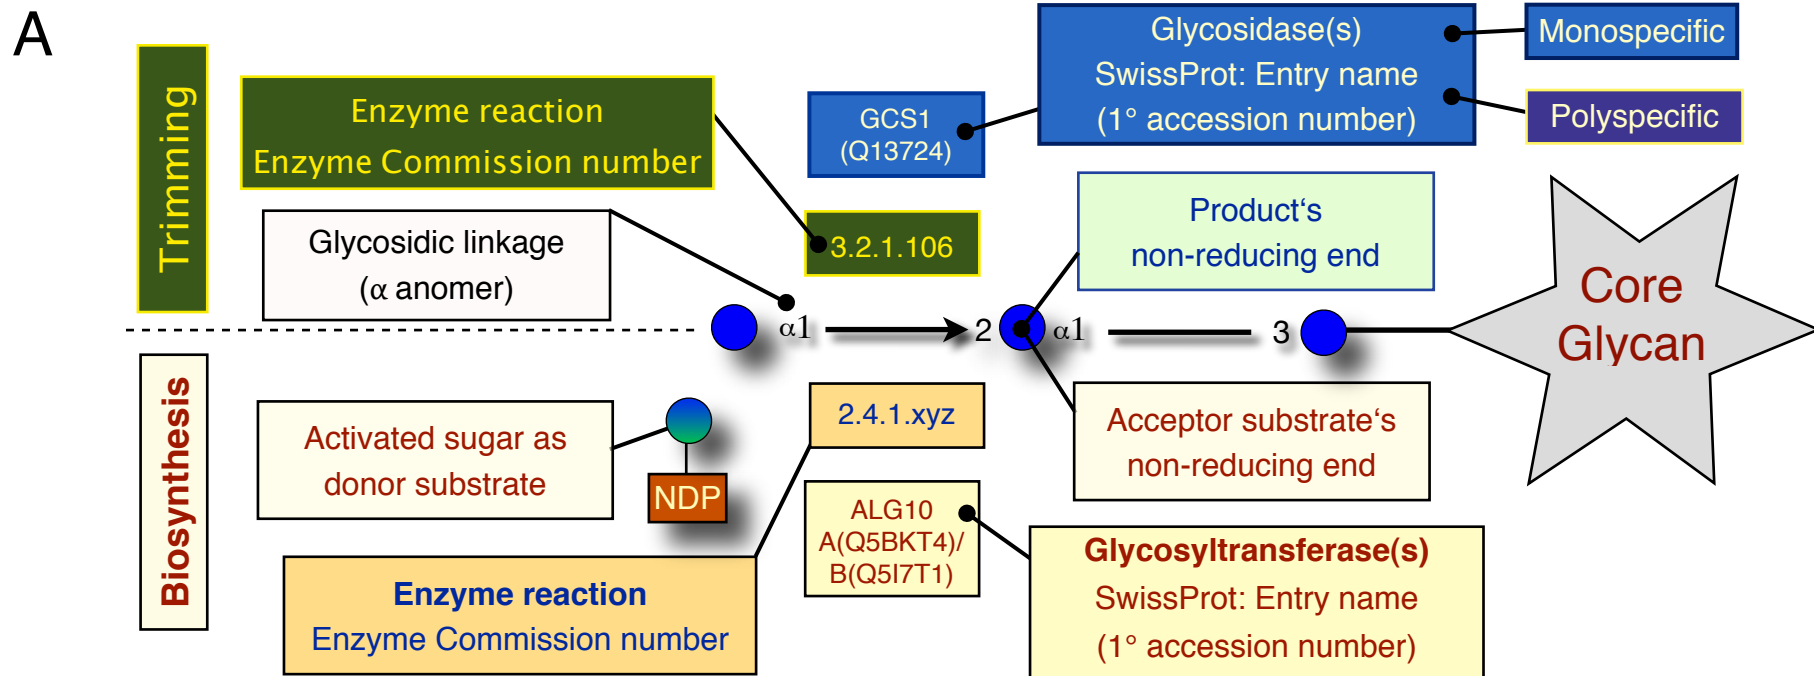 A
Trimming
Enzyme reaction
Enzyme Commission number
GCS1
(Q13724)
Glycosidase(s)
SwissProt: Entry name
(1° accession number)
Monospecific
Polyspecific
Glycosidic linkage
(α anomer)
3.2.1.106
Product‘s
non-reducing end
α1
2
α1
3
Core
Glycan
Biosynthesis
Activated sugar as
donor substrate
NDP
2.4.1.xyz
Acceptor substrate‘s
non-reducing end
Enzyme reaction
Enzyme Commission number
ALG10
A(Q5BKT4)/
B(Q5I7T1)
Glycosyltransferase(s)
SwissProt: Entry name
(1° accession number)